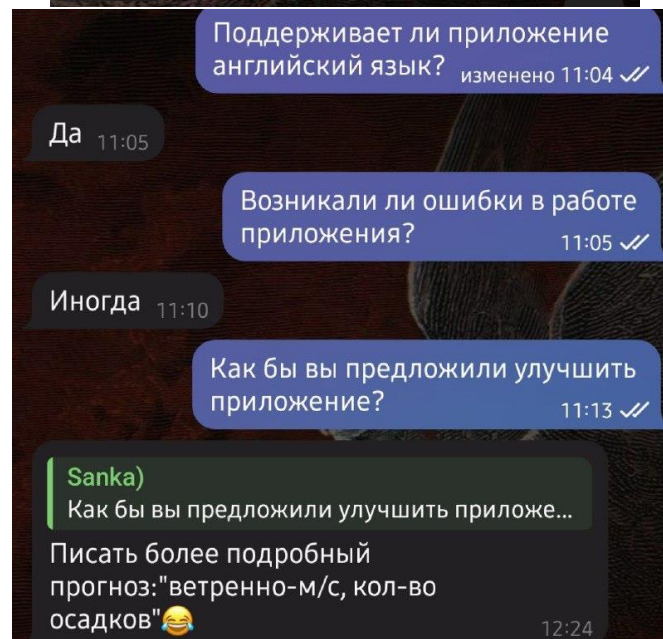 Поддерживает ли приложение
английский язык? изменено 11:04
Да 11:05
Возникали ли ошибки в работе
приложения? 11:05
Иногда 11:10
Как бы вы предложили улучшить
приложение? 11:13
Sanka)
Как бы вы предложили улучшить приложе...
Писать более подробный
прогноз:"ветренно-м/с, кол-во
осадков"😂 12:24